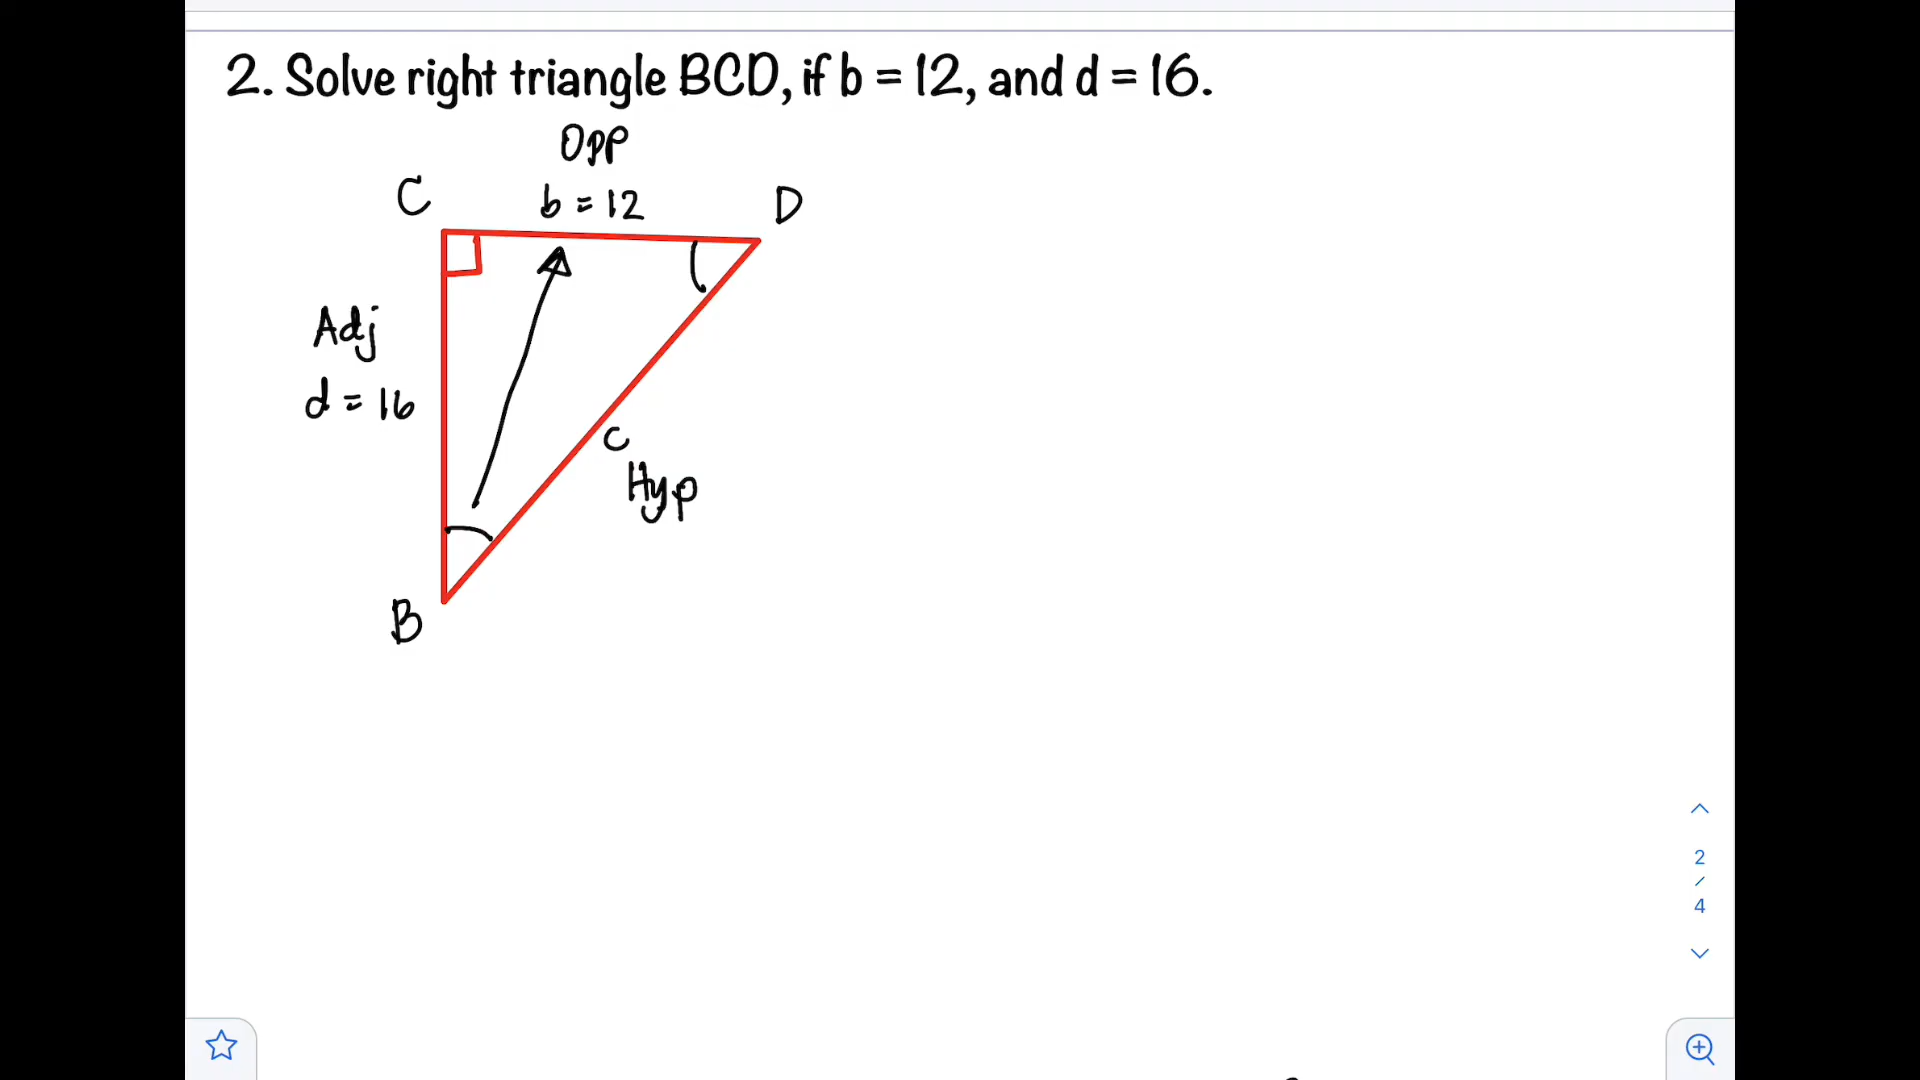 2. Solve right triangle BCD, if b = 12, and d = 16.
Opp
C
b = 12
D
Adj
d = 16
c
Hyp
B
2
/
4